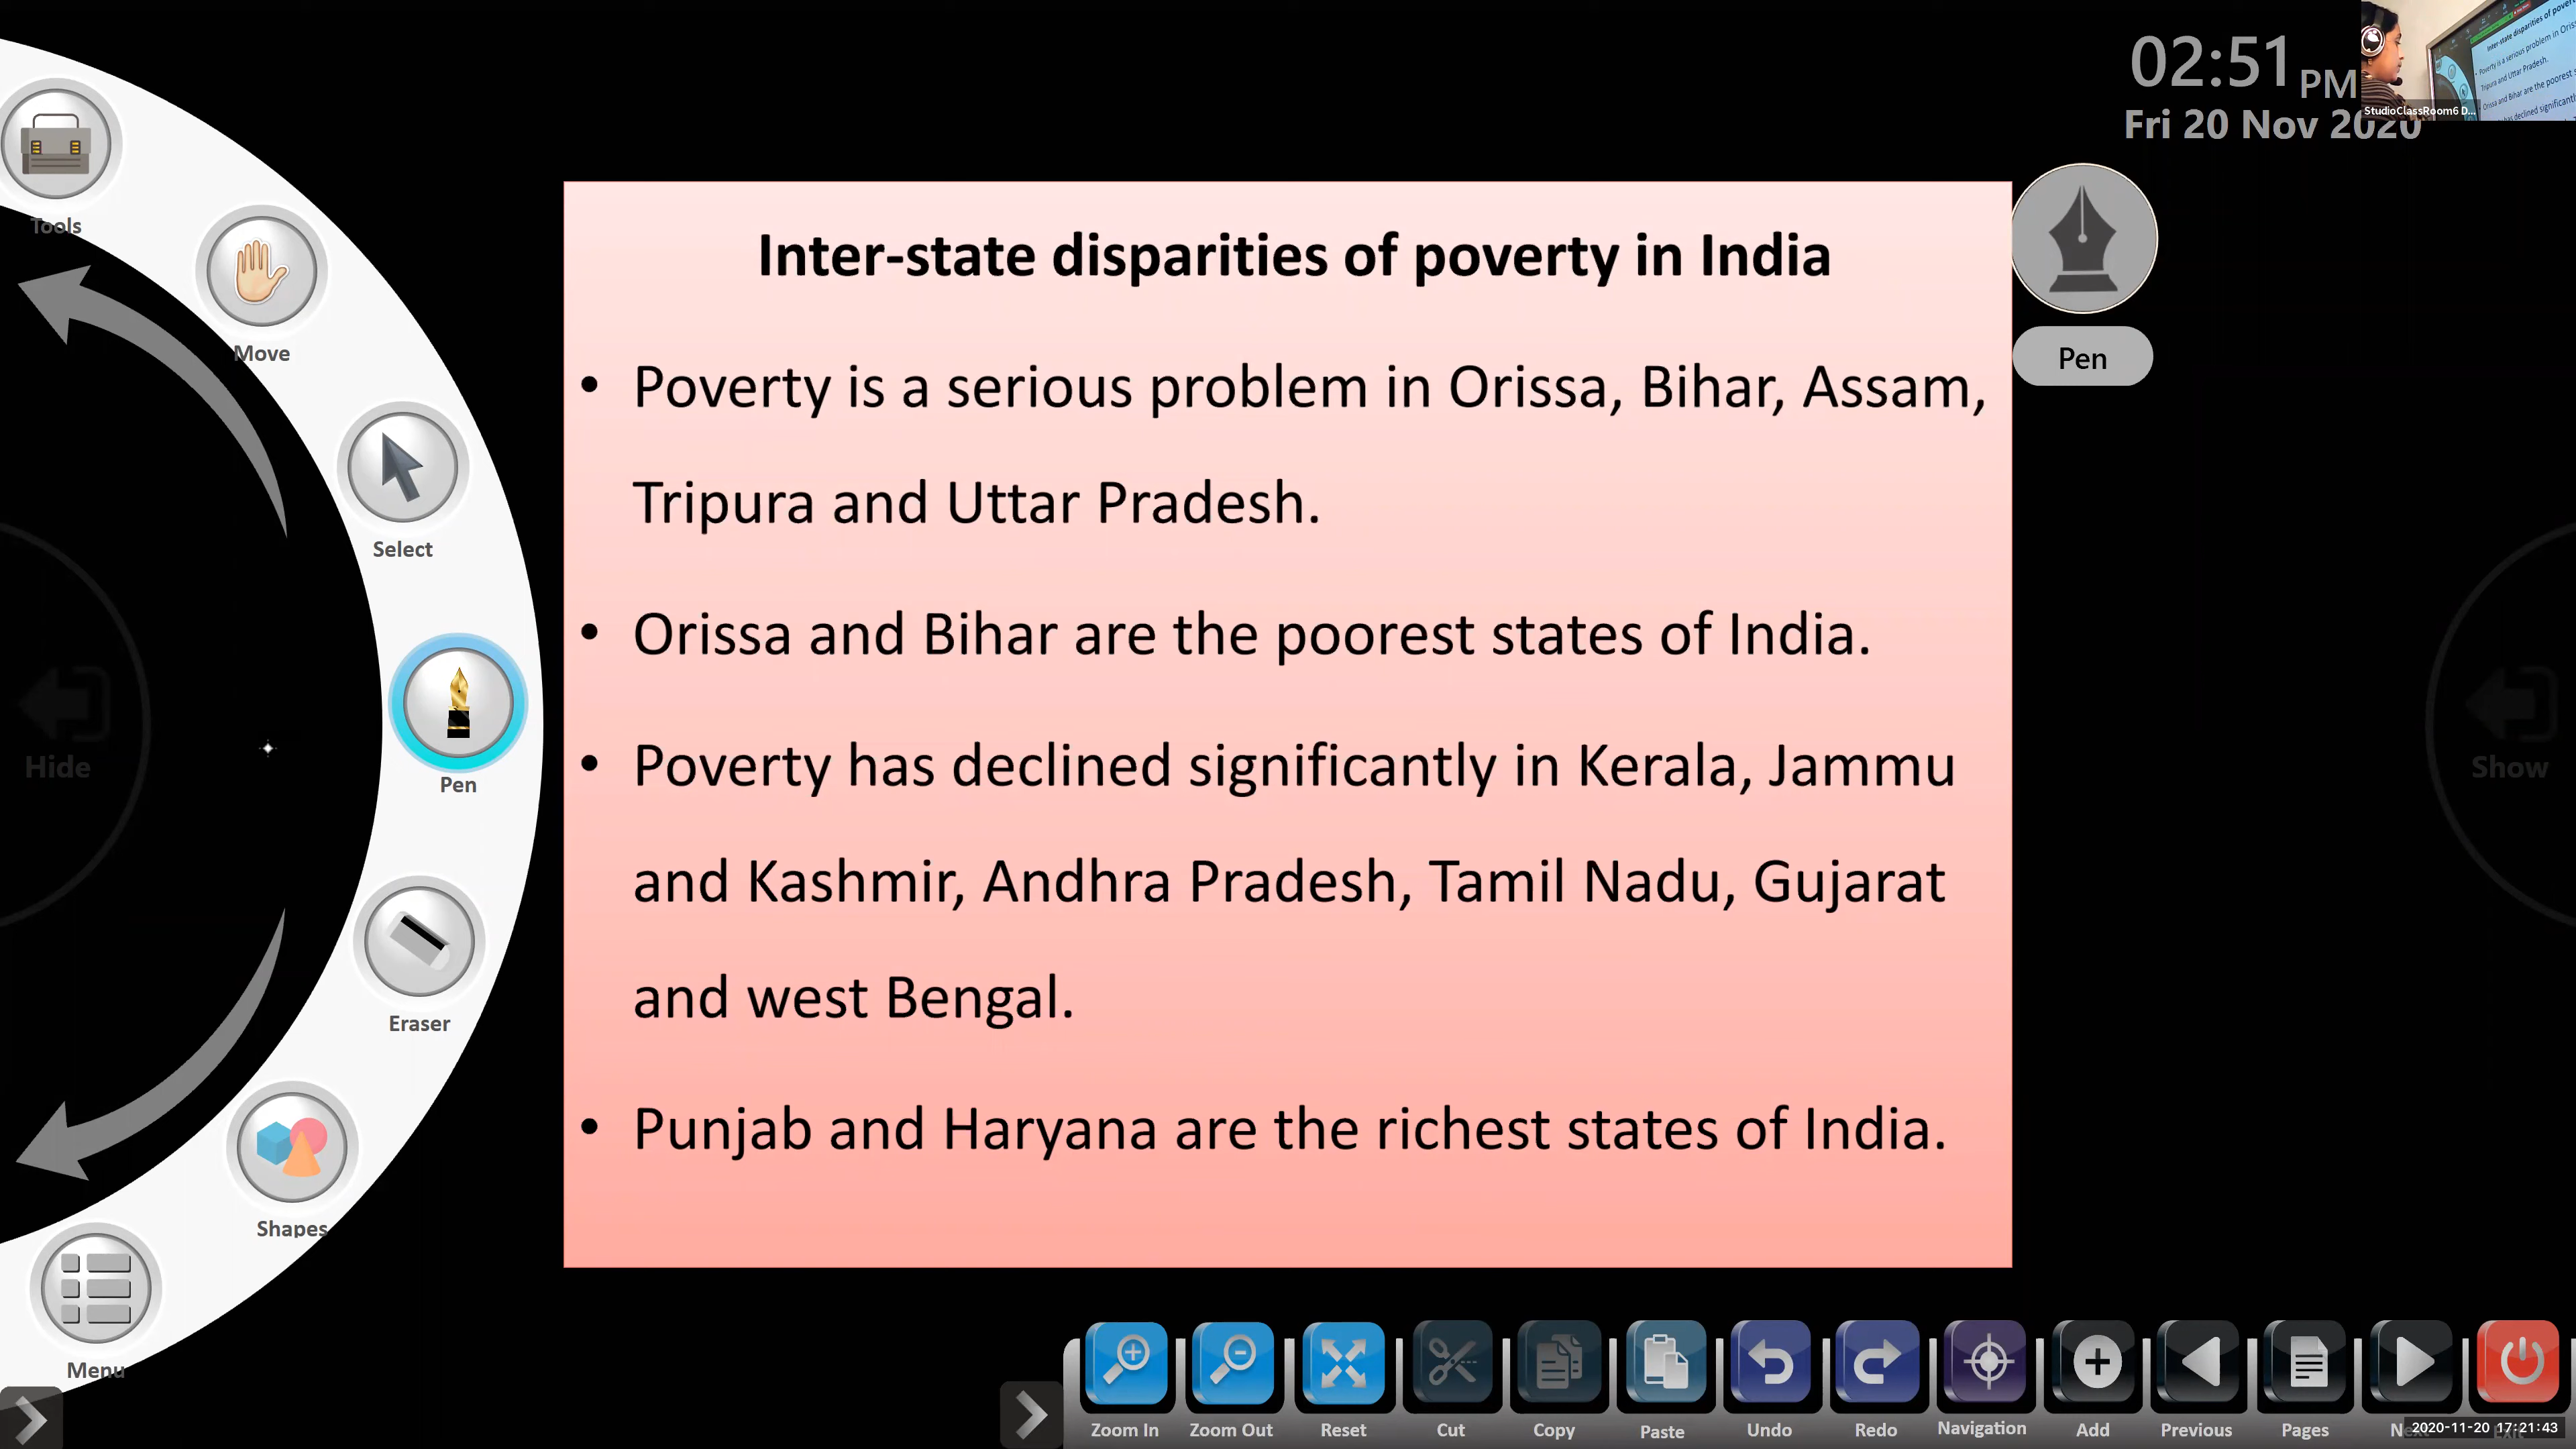 02:51 PM
Fri 20 Nov 2020
StudioClassRoom6 D...
Tools
Move
Select
Pen
Eraser
Shapes
Menu
Hide
Inter-state disparities of poverty in India
• Poverty is a serious problem in Orissa, Bihar, Assam,
Tripura and Uttar Pradesh.
• Orissa and Bihar are the poorest states of India.
• Poverty has declined significantly in Kerala, Jammu
and Kashmir, Andhra Pradesh, Tamil Nadu, Gujarat
and west Bengal.
• Punjab and Haryana are the richest states of India.
Pen
Show
Zoom In Zoom Out Reset Cut Copy Paste Undo Redo Navigation Add Previous Pages
2020-11-20 17:21:43